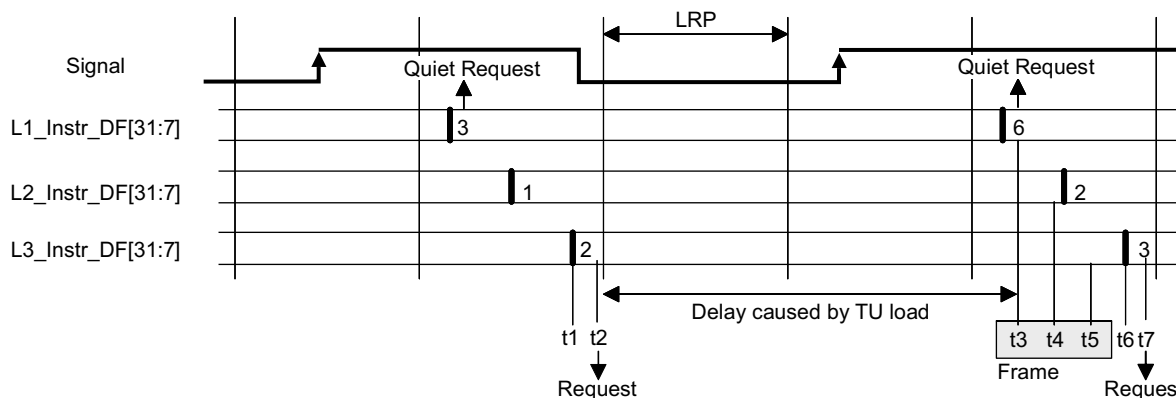 LRP
Signal
Quiet Request
Quiet Request
L1_Instr_DF[31:7]
3
6
L2_Instr_DF[31:7]
1
2
L3_Instr_DF[31:7]
2
3
Delay caused by TU load
t1 t2
t3 t4 t5
t6 t7
Frame
Request
Reques